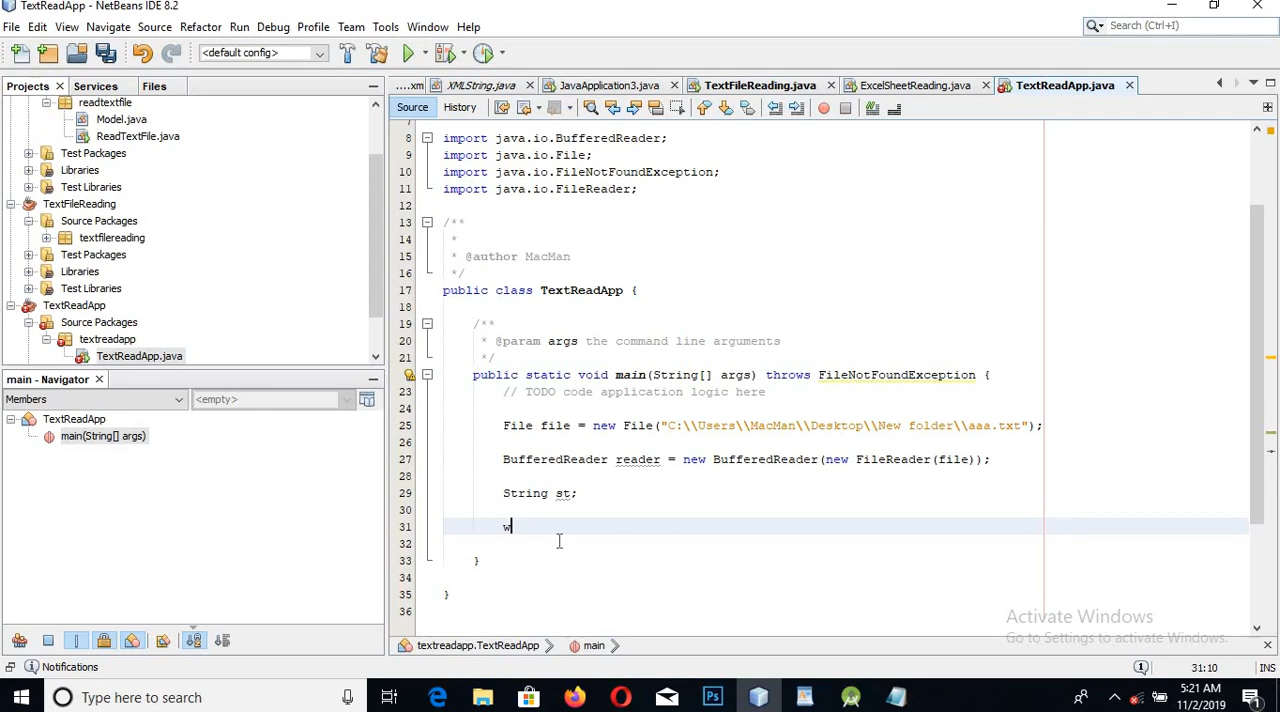 TextReadApp - NetBeans IDE 8.2
File Edit View Navigate Source Refactor Run Debug Profile Team Tools Window Help
Search (Ctrl+I)
<default config>
Projects Services Files
...xm XMLString.java JavaApplication3.java TextFileReading.java ExcelSheetReading.java TextReadApp.java
Source History
readtextfile
Model.java
ReadTextFile.java
Test Packages
Libraries
Test Libraries
TextFileReading
Source Packages
textfilereading
Test Packages
Libraries
Test Libraries
TextReadApp
Source Packages
textreadapp
TextReadApp.java
main - Navigator
Members <empty>
TextReadApp
main(String[] args)
7
8 import java.io.BufferedReader;
9 import java.io.File;
10 import java.io.FileNotFoundException;
11 import java.io.FileReader;
12
13 /**
14 *
15 * @author MacMan
16 */
17 public class TextReadApp {
18
19 /**
20 * @param args the command line arguments
21 */
public static void main(String[] args) throws FileNotFoundException {
23 // TODO code application logic here
24
25 File file = new File("C:\\Users\\MacMan\\Desktop\\New folder\\aaa.txt");
26
27 BufferedReader reader = new BufferedReader(new FileReader(file));
28
29 String st;
30
31 w
32
33 }
34
35 }
36
Activate Windows
Go to Settings to activate Windows.
textreadapp.TextReadApp main
Notifications
1
31:10 INS
Type here to search
Ps
5:21 AM
11/2/2019
1